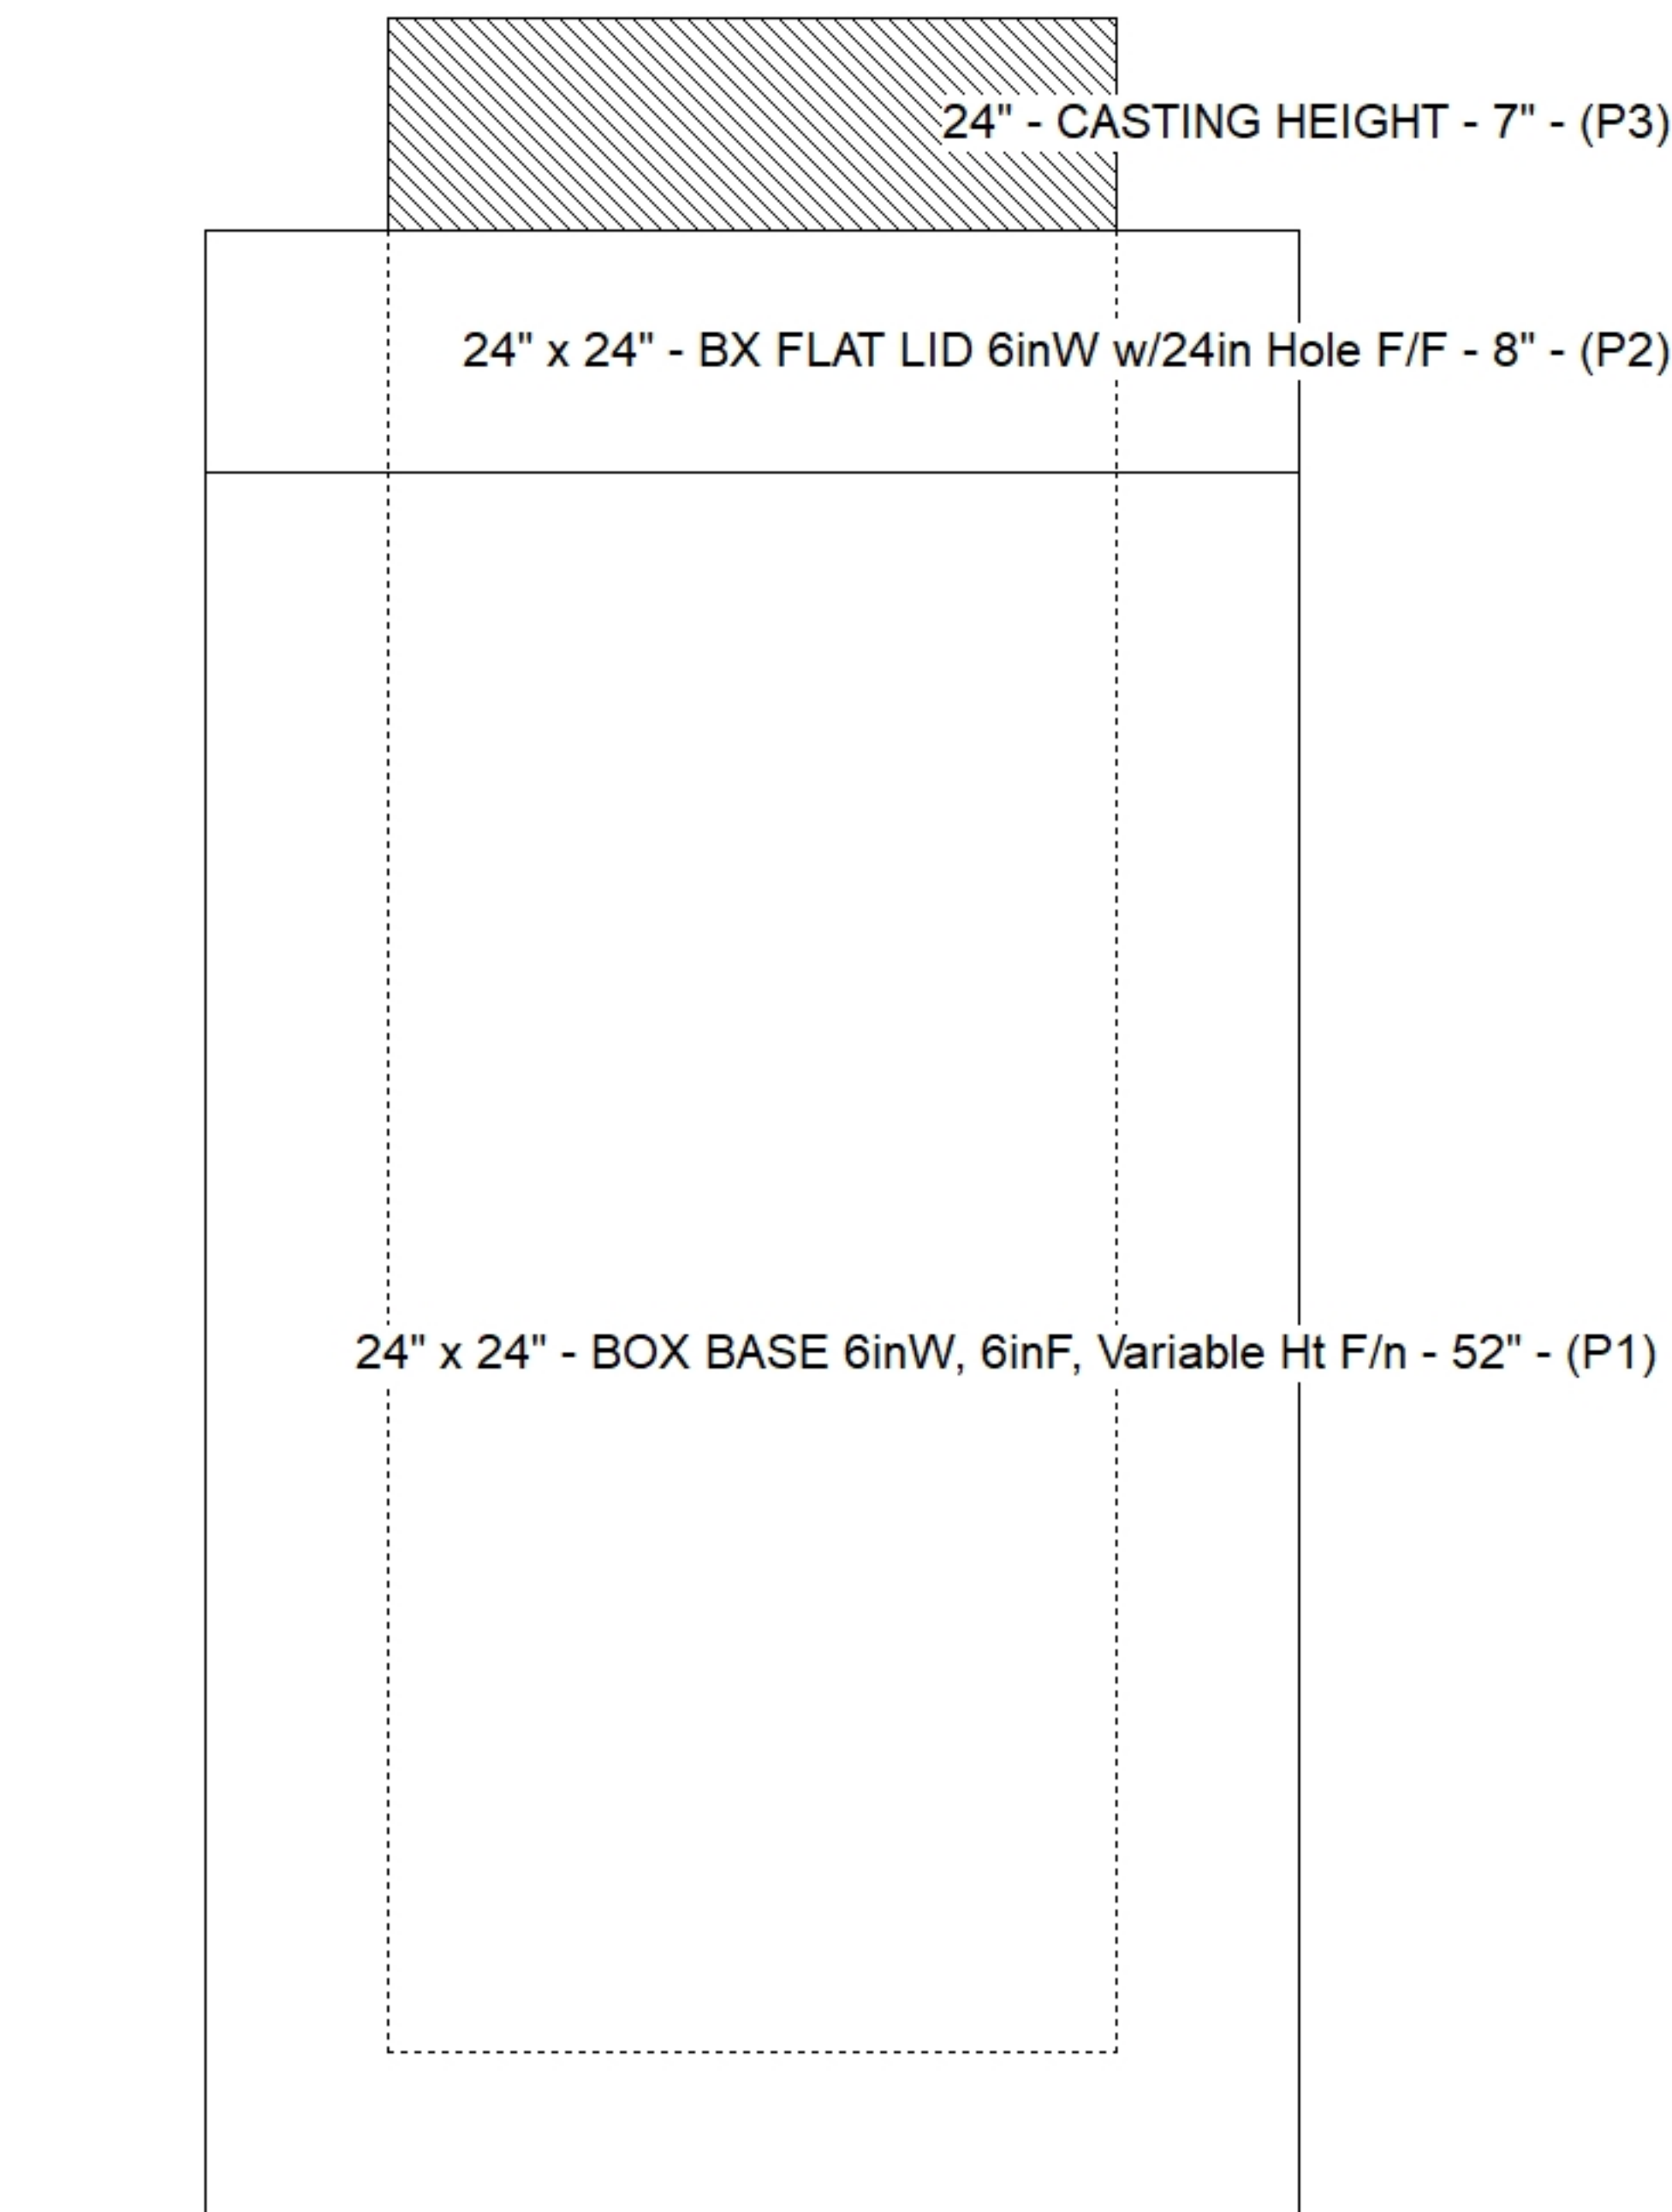 24" - CASTING HEIGHT - 7" - (P3)
24" x 24" - BX FLAT LID 6inW w/24in Hole F/F - 8" - (P2)
24" x 24" - BOX BASE 6inW, 6inF, Variable Ht F/n - 52" - (P1)